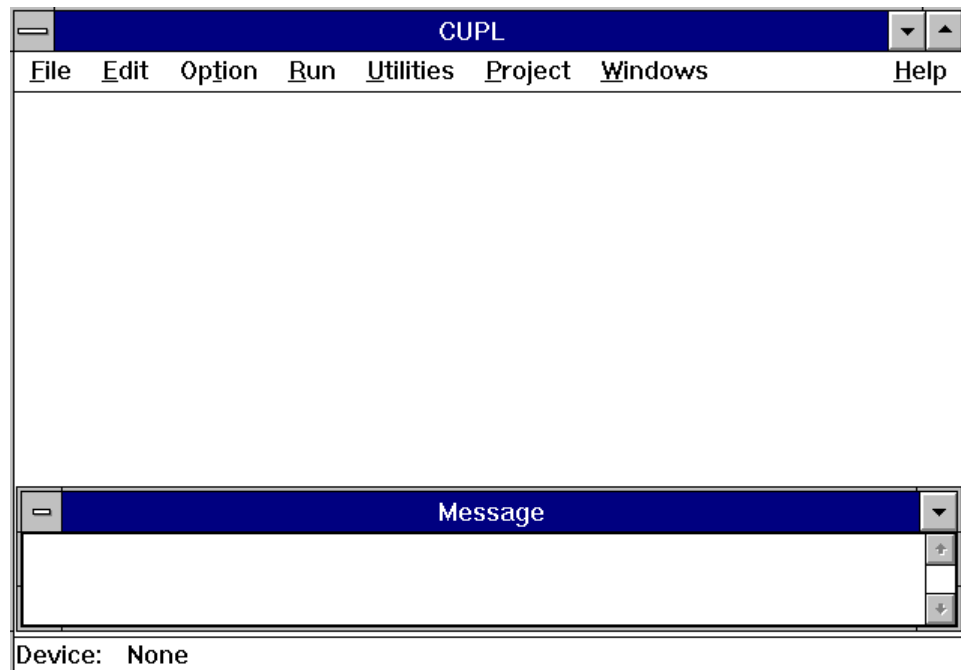 CUPL
File Edit Option Run Utilities Project Windows Help
Message
Device: None